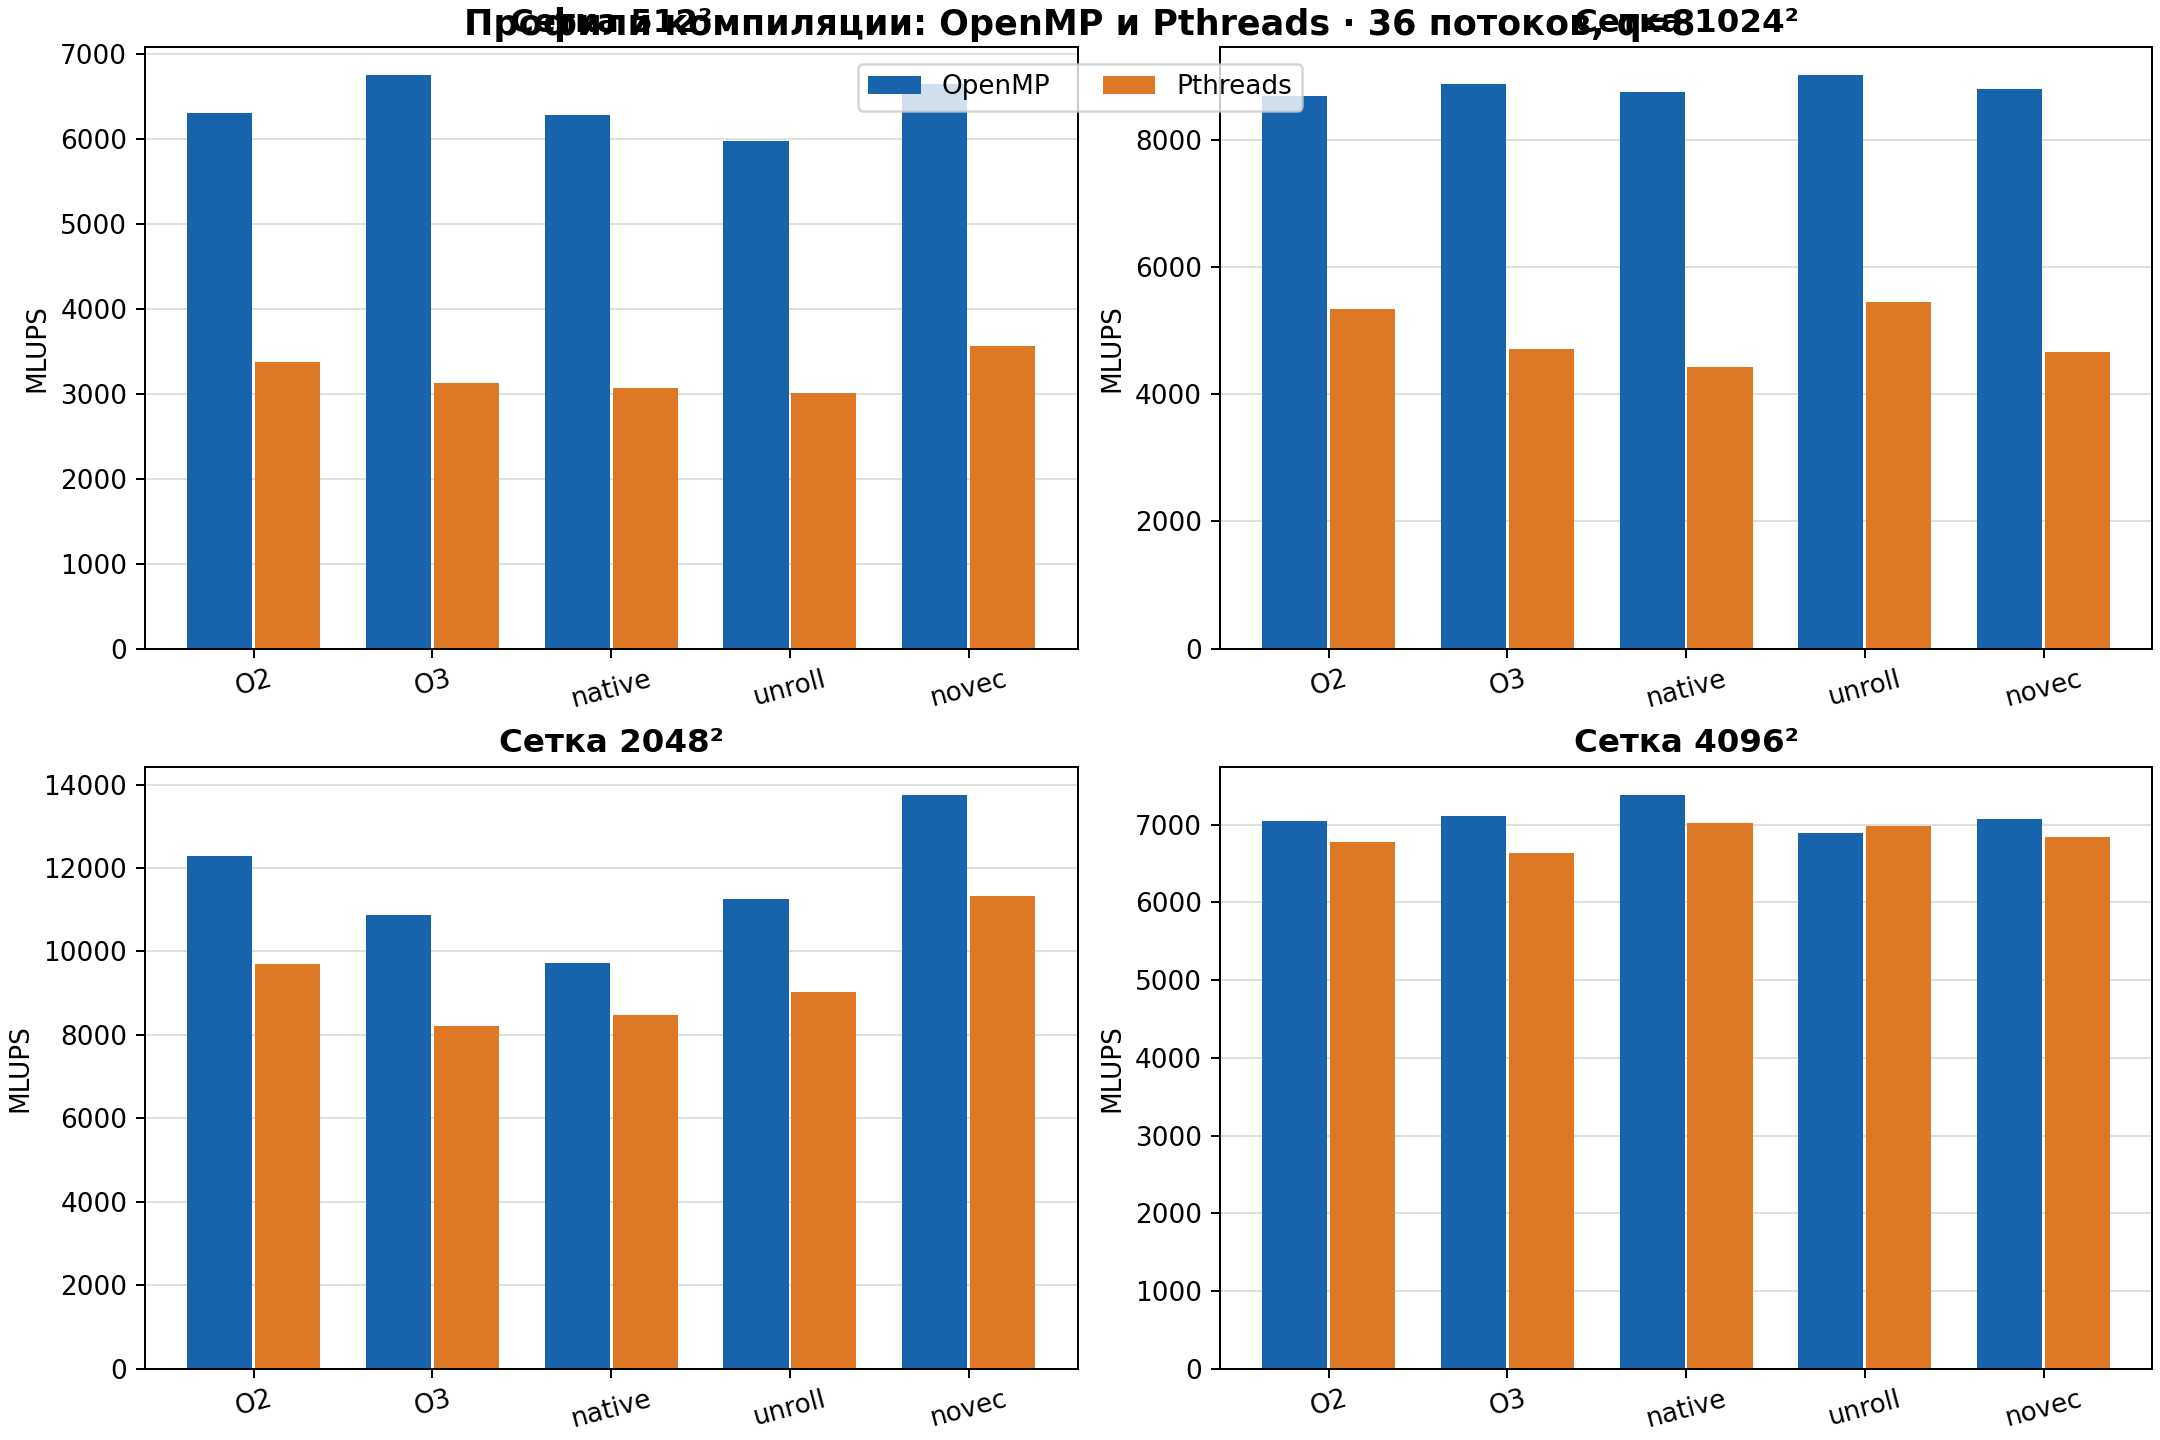 Профили компиляции: OpenMP и Pthreads · 36 потоков, q=8
Сетка 512²
Сетка 1024²
OpenMP
Pthreads
7000
6000
5000
4000
3000
2000
1000
0
MLUPS
O2
O3
native
unroll
novec
8000
6000
4000
2000
0
MLUPS
O2
O3
native
unroll
novec
Сетка 2048²
14000
12000
10000
8000
6000
4000
2000
0
MLUPS
O2
O3
native
unroll
novec
Сетка 4096²
7000
6000
5000
4000
3000
2000
1000
0
MLUPS
O2
O3
native
unroll
novec